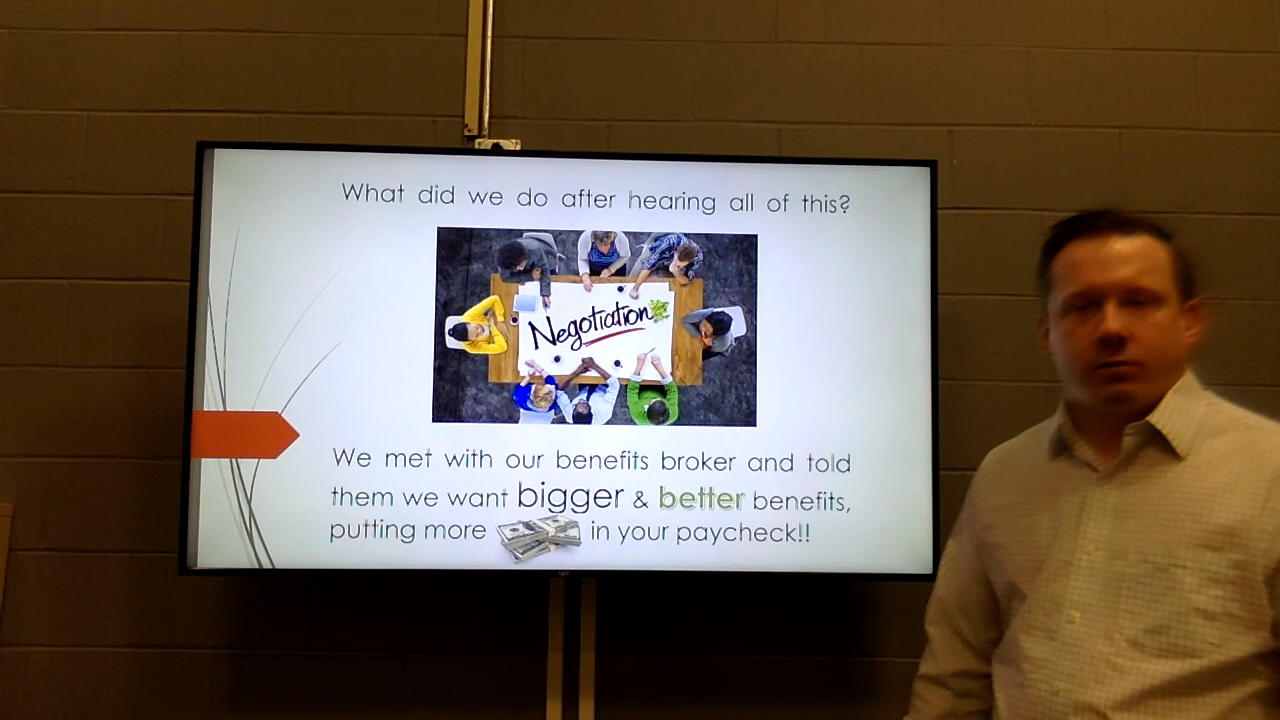 What did we do after hearing all of this?
Negotiation
We met with our benefits broker and told
them we want bigger & better benefits,
putting more in your paycheck!!